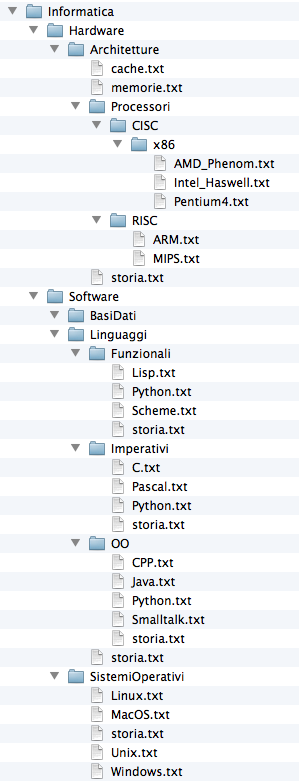 Informatica
Hardware
Architetture
cache.txt
memorie.txt
Processori
CISC
x86
AMD_Phenom.txt
Intel_Haswell.txt
Pentium4.txt
RISC
ARM.txt
MIPS.txt
storia.txt
Software
BasiDati
Linguaggi
Funzionali
Lisp.txt
Python.txt
Scheme.txt
storia.txt
Imperativi
C.txt
Pascal.txt
Python.txt
storia.txt
OO
CPP.txt
Java.txt
Python.txt
Smalltalk.txt
storia.txt
storia.txt
SistemiOperativi
Linux.txt
MacOS.txt
storia.txt
Unix.txt
Windows.txt